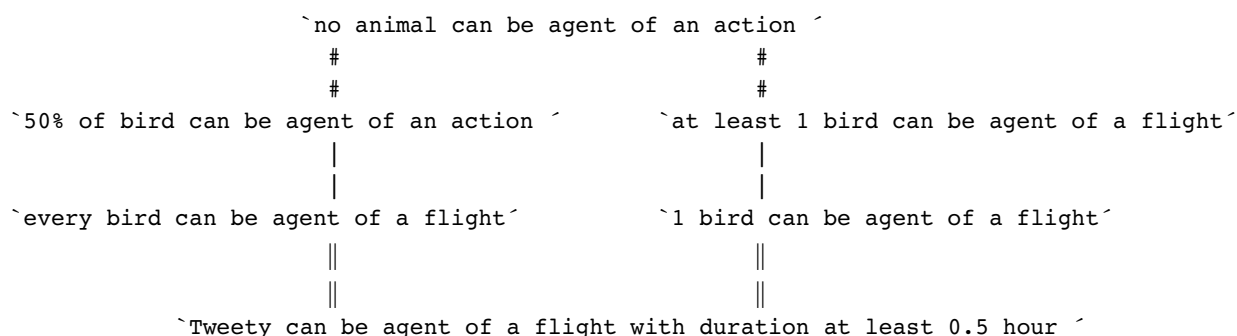 `no animal can be agent of an action ´
# #
# #
`50% of bird can be agent of an action ´ `at least 1 bird can be agent of a flight´
| |
| |
`every bird can be agent of a flight´ `1 bird can be agent of a flight´
‖ ‖
‖ ‖
`Tweety can be agent of a flight with duration at least 0.5 hour ´